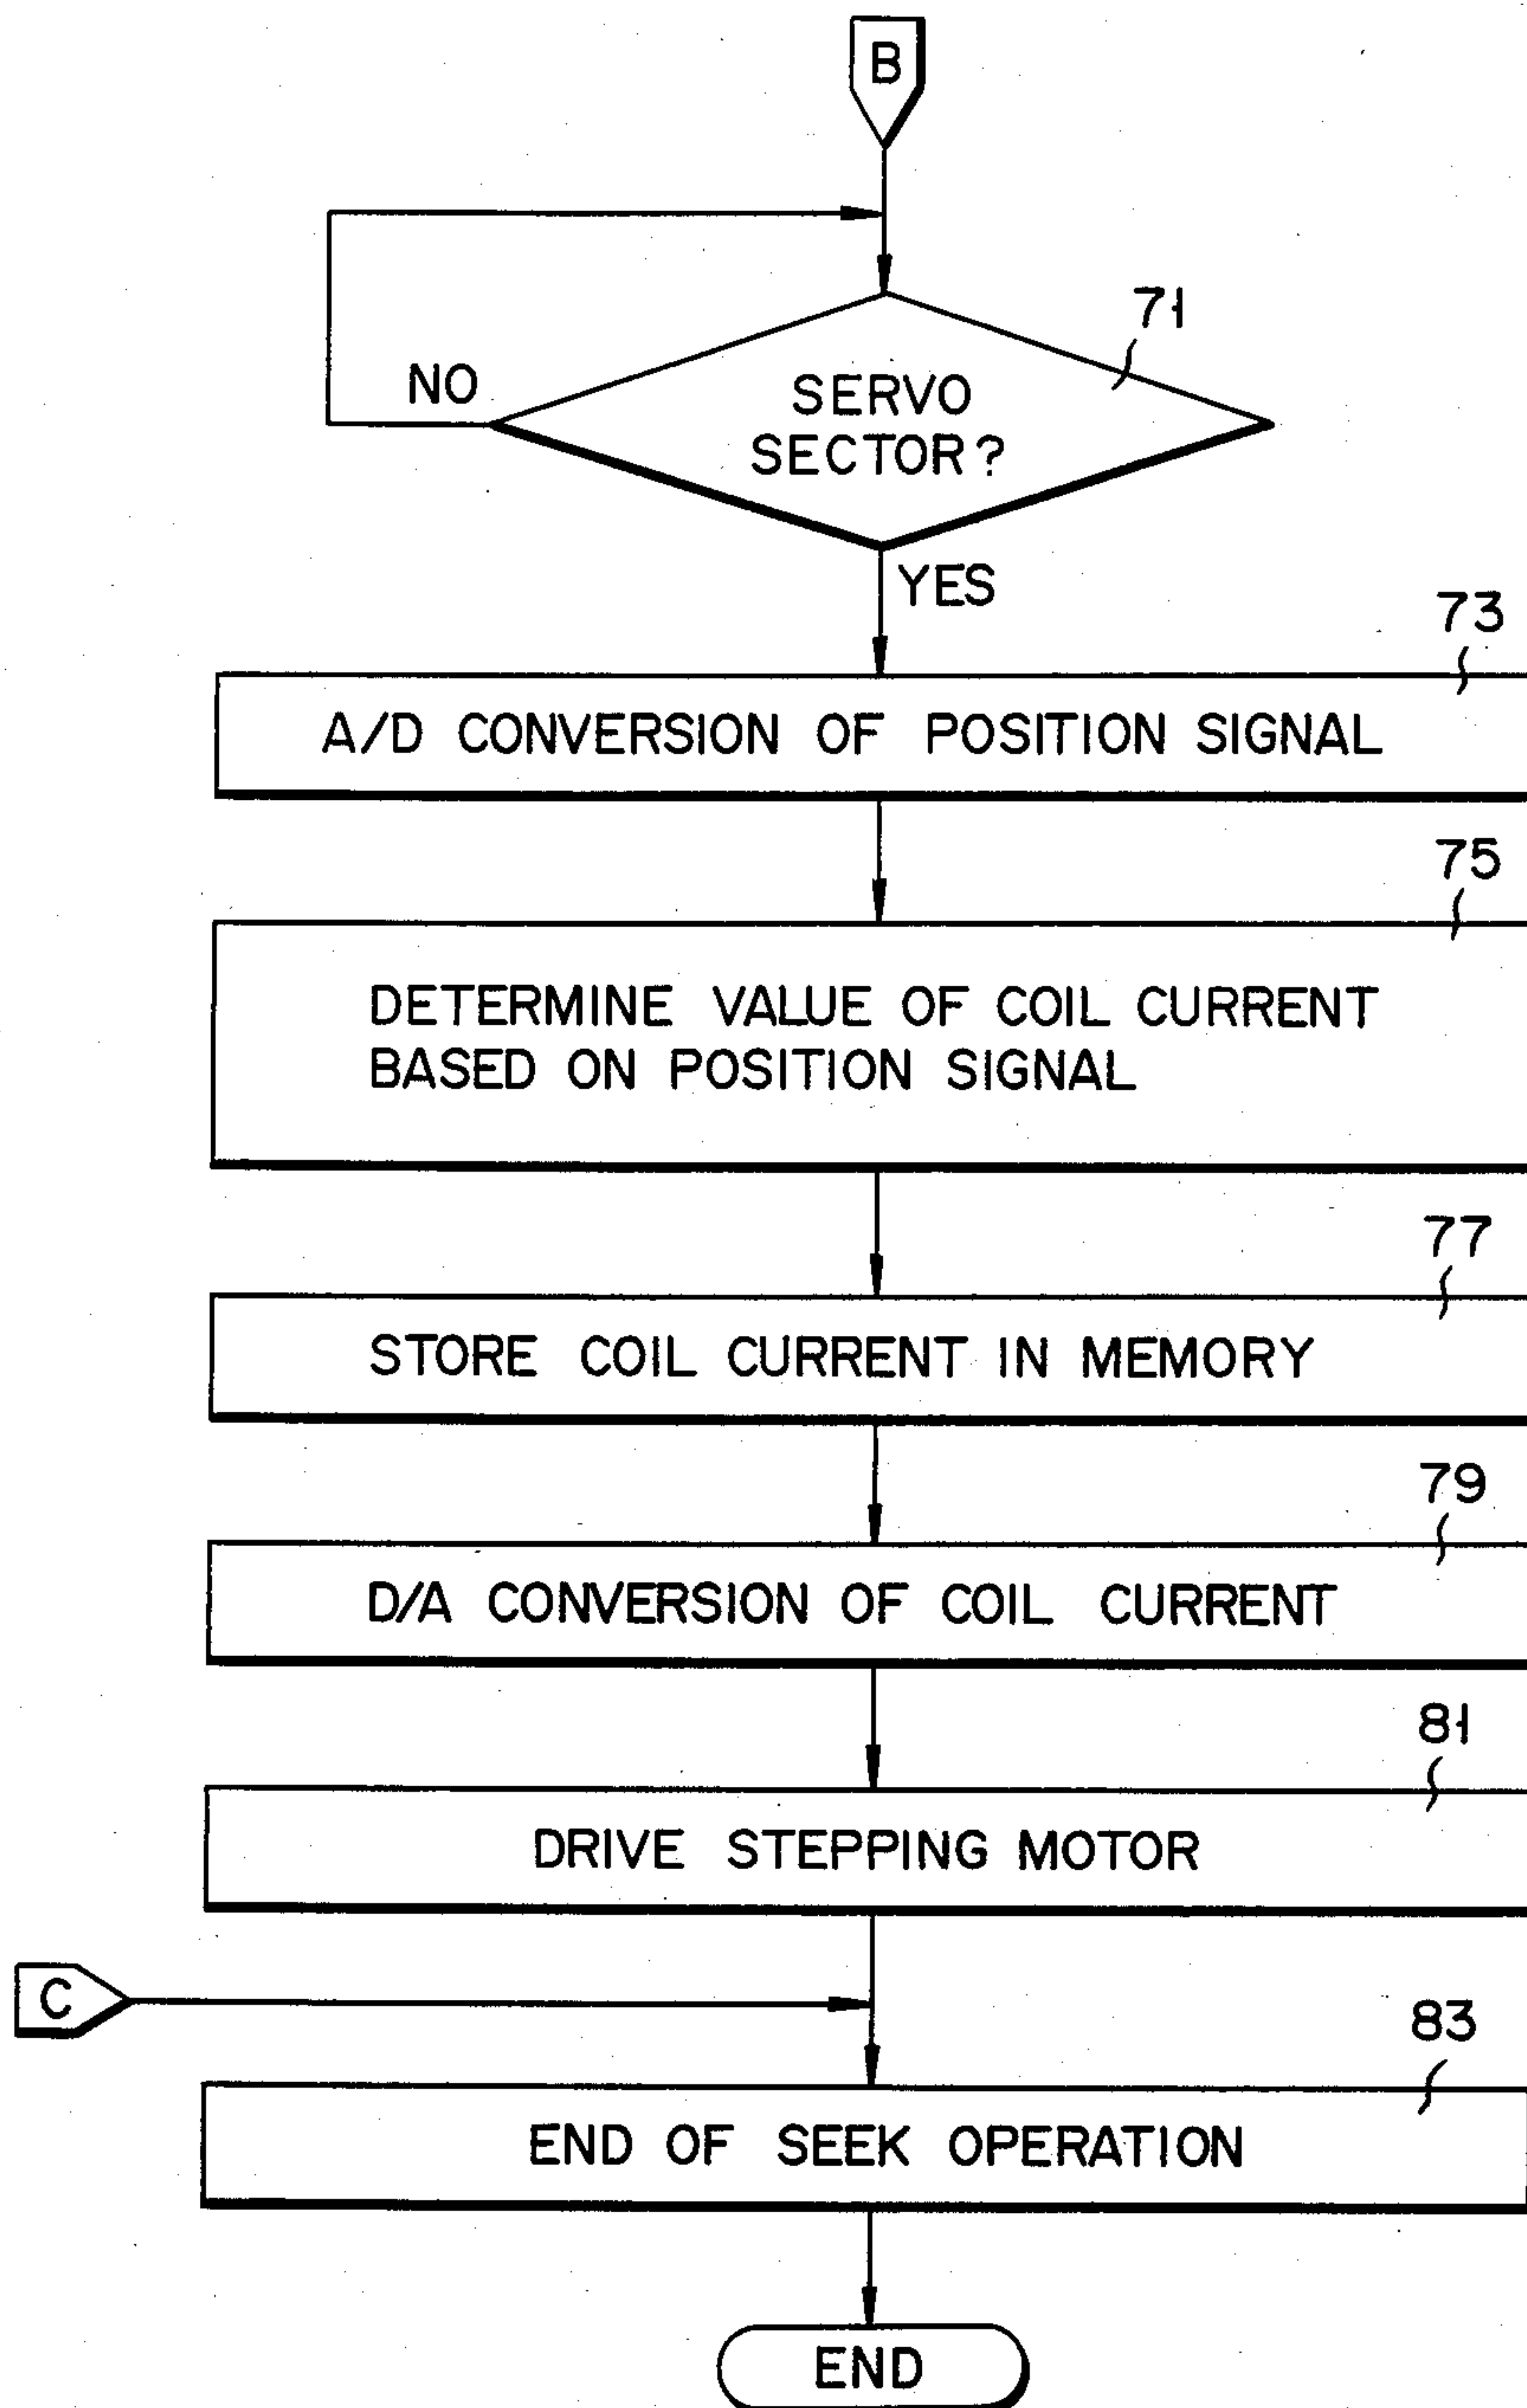 B
71
NO
SERVO
SECTOR?
YES
73
A/D CONVERSION OF POSITION SIGNAL
75
DETERMINE VALUE OF COIL CURRENT
BASED ON POSITION SIGNAL
77
STORE COIL CURRENT IN MEMORY
79
D/A CONVERSION OF COIL CURRENT
81
DRIVE STEPPING MOTOR
C
83
END OF SEEK OPERATION
END